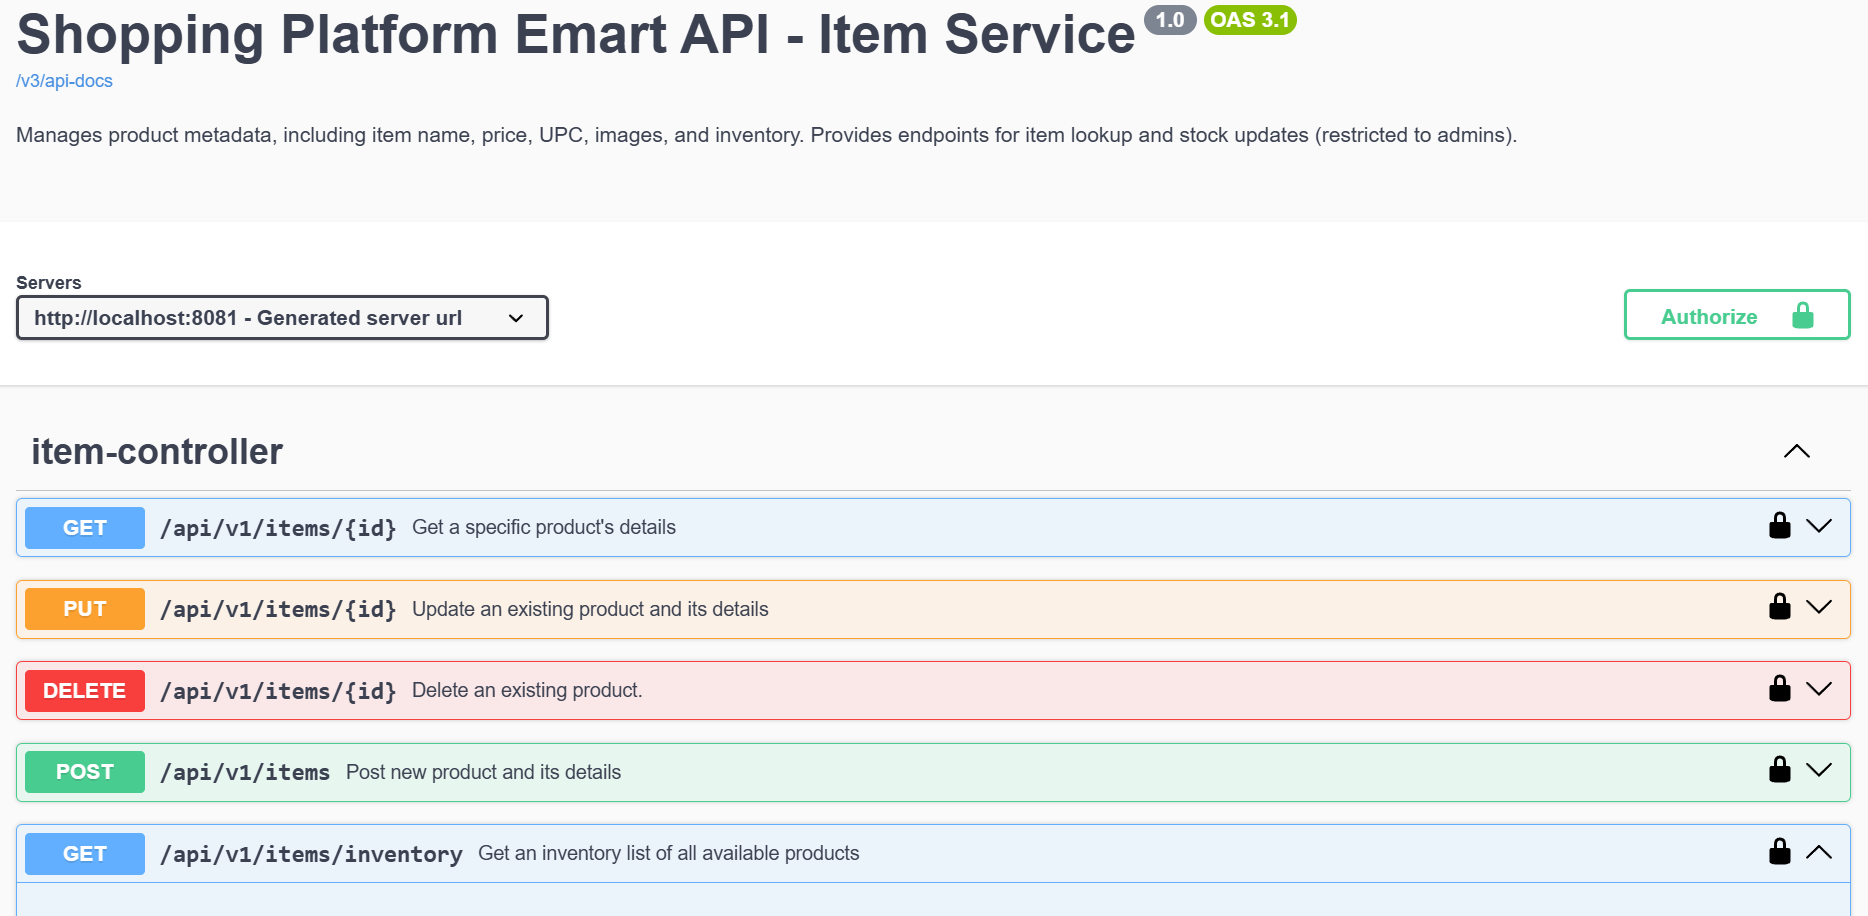 Shopping Platform Emart API - Item Service 1.0 OAS 3.1
/v3/api-docs
Manages product metadata, including item name, price, UPC, images, and inventory. Provides endpoints for item lookup and stock updates (restricted to admins).
Servers
http://localhost:8081 - Generated server url
Authorize
item-controller
GET /api/v1/items/{id} Get a specific product's details
PUT /api/v1/items/{id} Update an existing product and its details
DELETE /api/v1/items/{id} Delete an existing product.
POST /api/v1/items Post new product and its details
GET /api/v1/items/inventory Get an inventory list of all available products